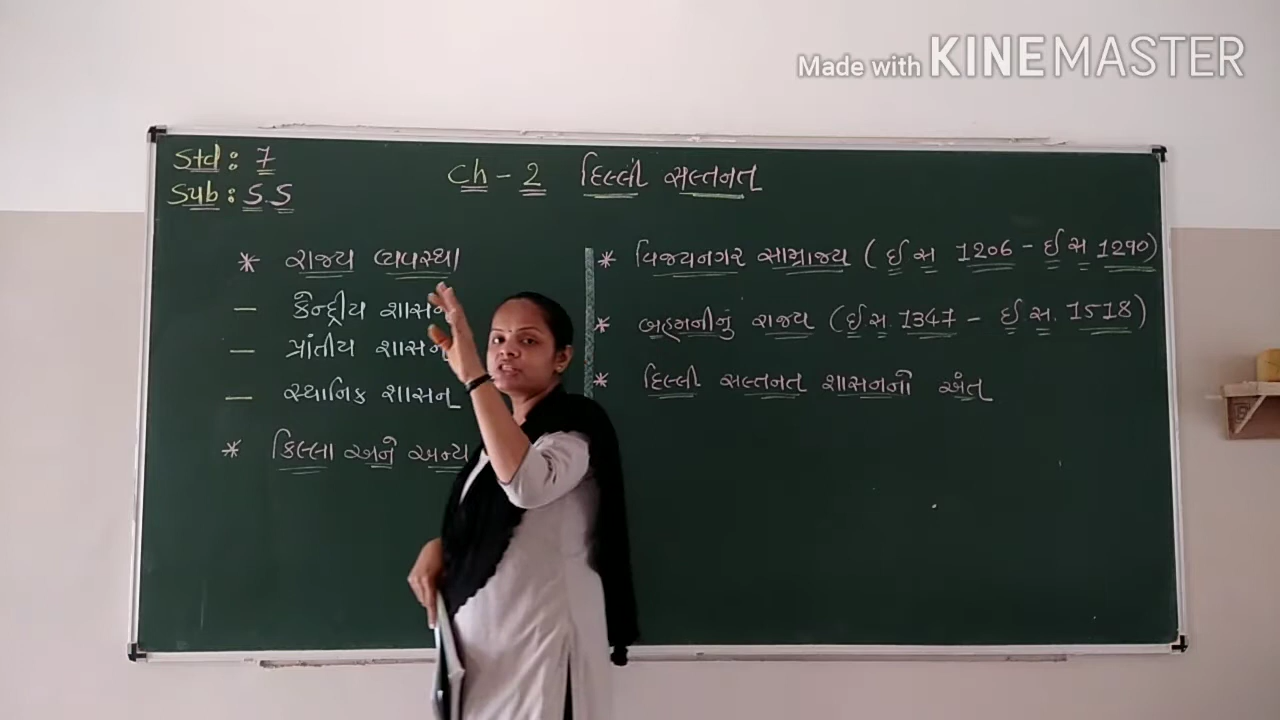 Made with KINEMASTER
Std : 7
Sub : S.S
Ch - 2 દિલ્લી સલ્તનત
* રાજ્ય વ્યવસ્થા
- કેન્દ્રીય શાસન
- પ્રાંતીય શાસન
- સ્થાનિક શાસન
* કિલ્લા અને અન્ય
* વિજયનગર સામ્રાજ્ય ( ઈ સ 1206 - ઈ સ 1290 )
* બહમનીનું રાજ્ય ( ઈ સ. 1347 - ઈ સ. 1518 )
* દિલ્લી સલ્તનત શાસનનો અંત